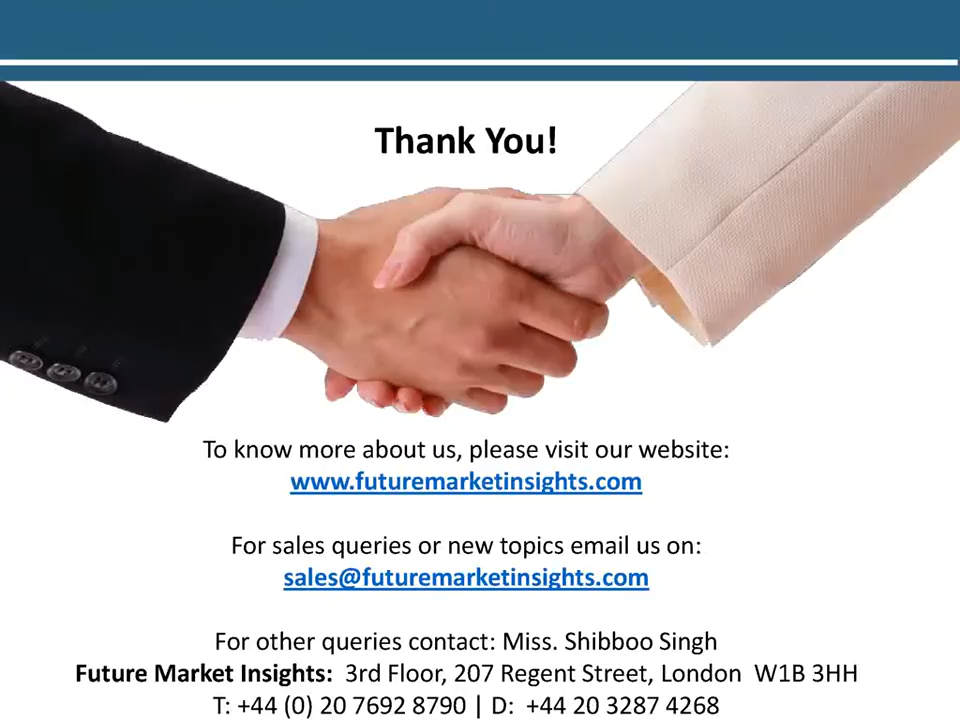 Thank You!
To know more about us, please visit our website:
www.futuremarketinsights.com
For sales queries or new topics email us on:
sales@futuremarketinsights.com
For other queries contact: Miss. Shibboo Singh
Future Market Insights:  3rd Floor, 207 Regent Street, London  W1B 3HH
T: +44 (0) 20 7692 8790 | D:  +44 20 3287 4268